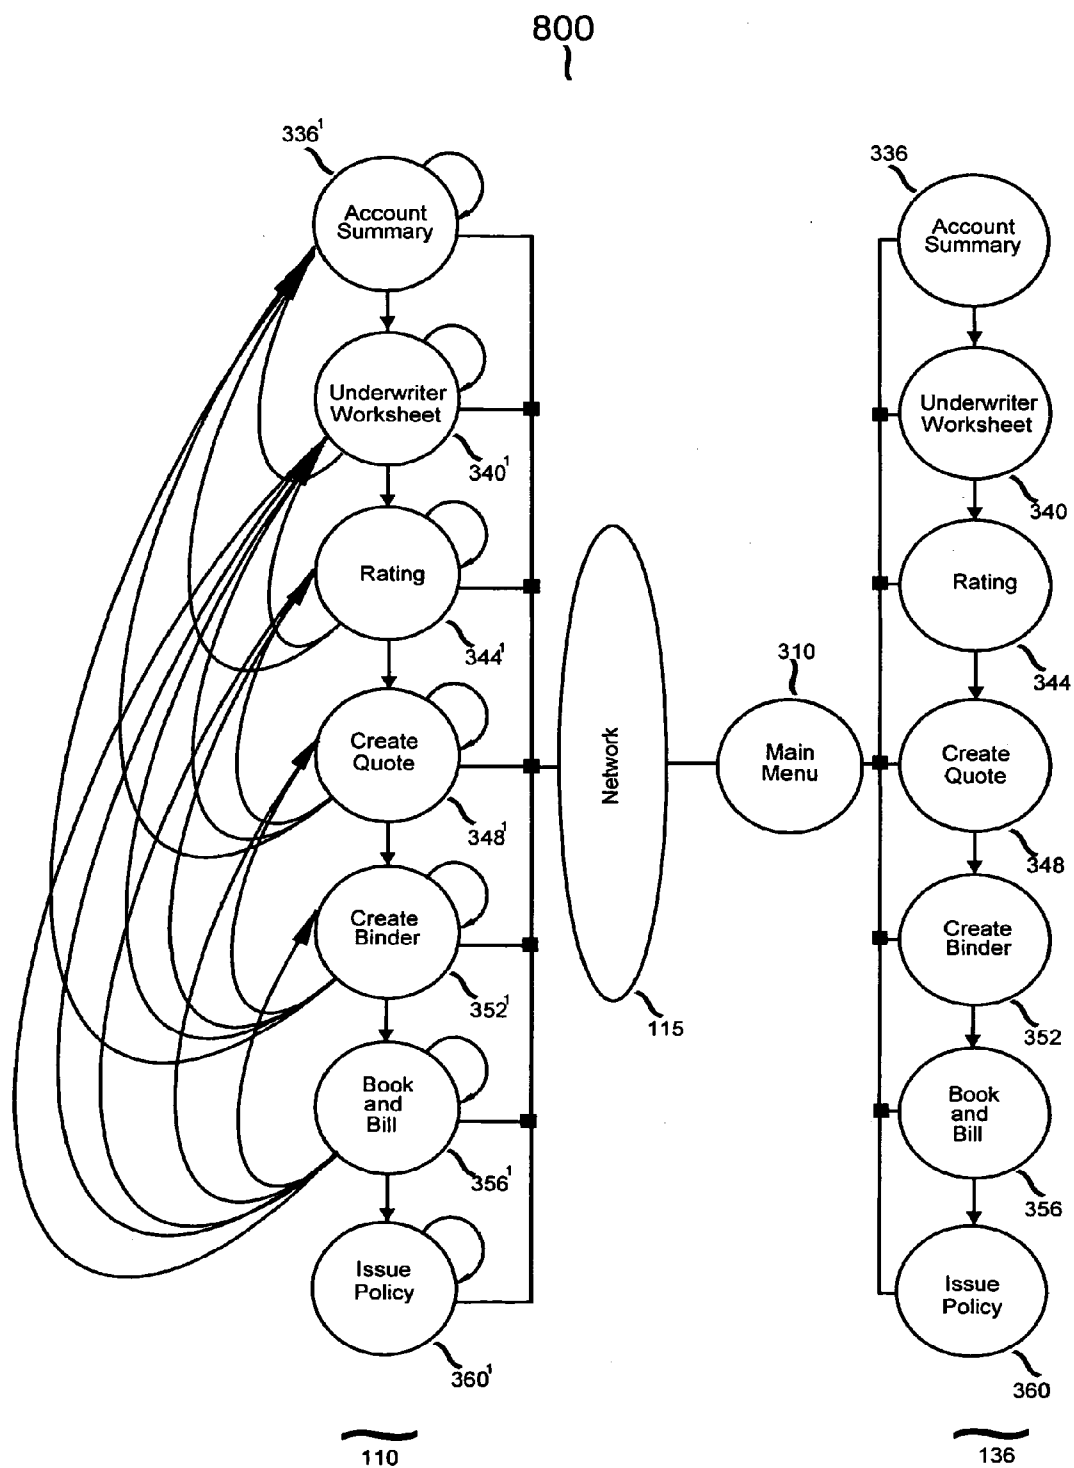 800
336¹
Account
Summary
Underwriter
Worksheet
340¹
Rating
344¹
Create
Quote
348¹
Create
Binder
352¹
Book
and
Bill
356¹
Issue
Policy
360¹
110
Network
115
310
Main
Menu
336
Account
Summary
Underwriter
Worksheet
340
Rating
344
Create
Quote
348
Create
Binder
352
Book
and
Bill
356
Issue
Policy
360
136